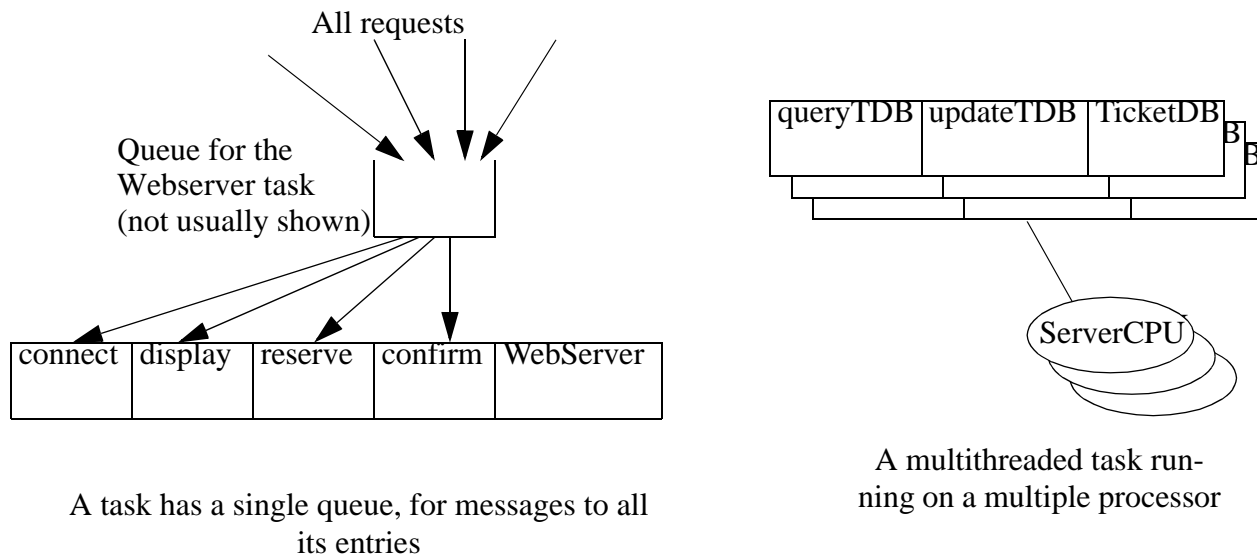 All requests
Queue for the
Webserver task
(not usually shown)
connect display reserve confirm WebServer
A task has a single queue, for messages to all
its entries
queryTDB updateTDB TicketDB
B
B
ServerCPU
A multithreaded task run-
ning on a multiple processor